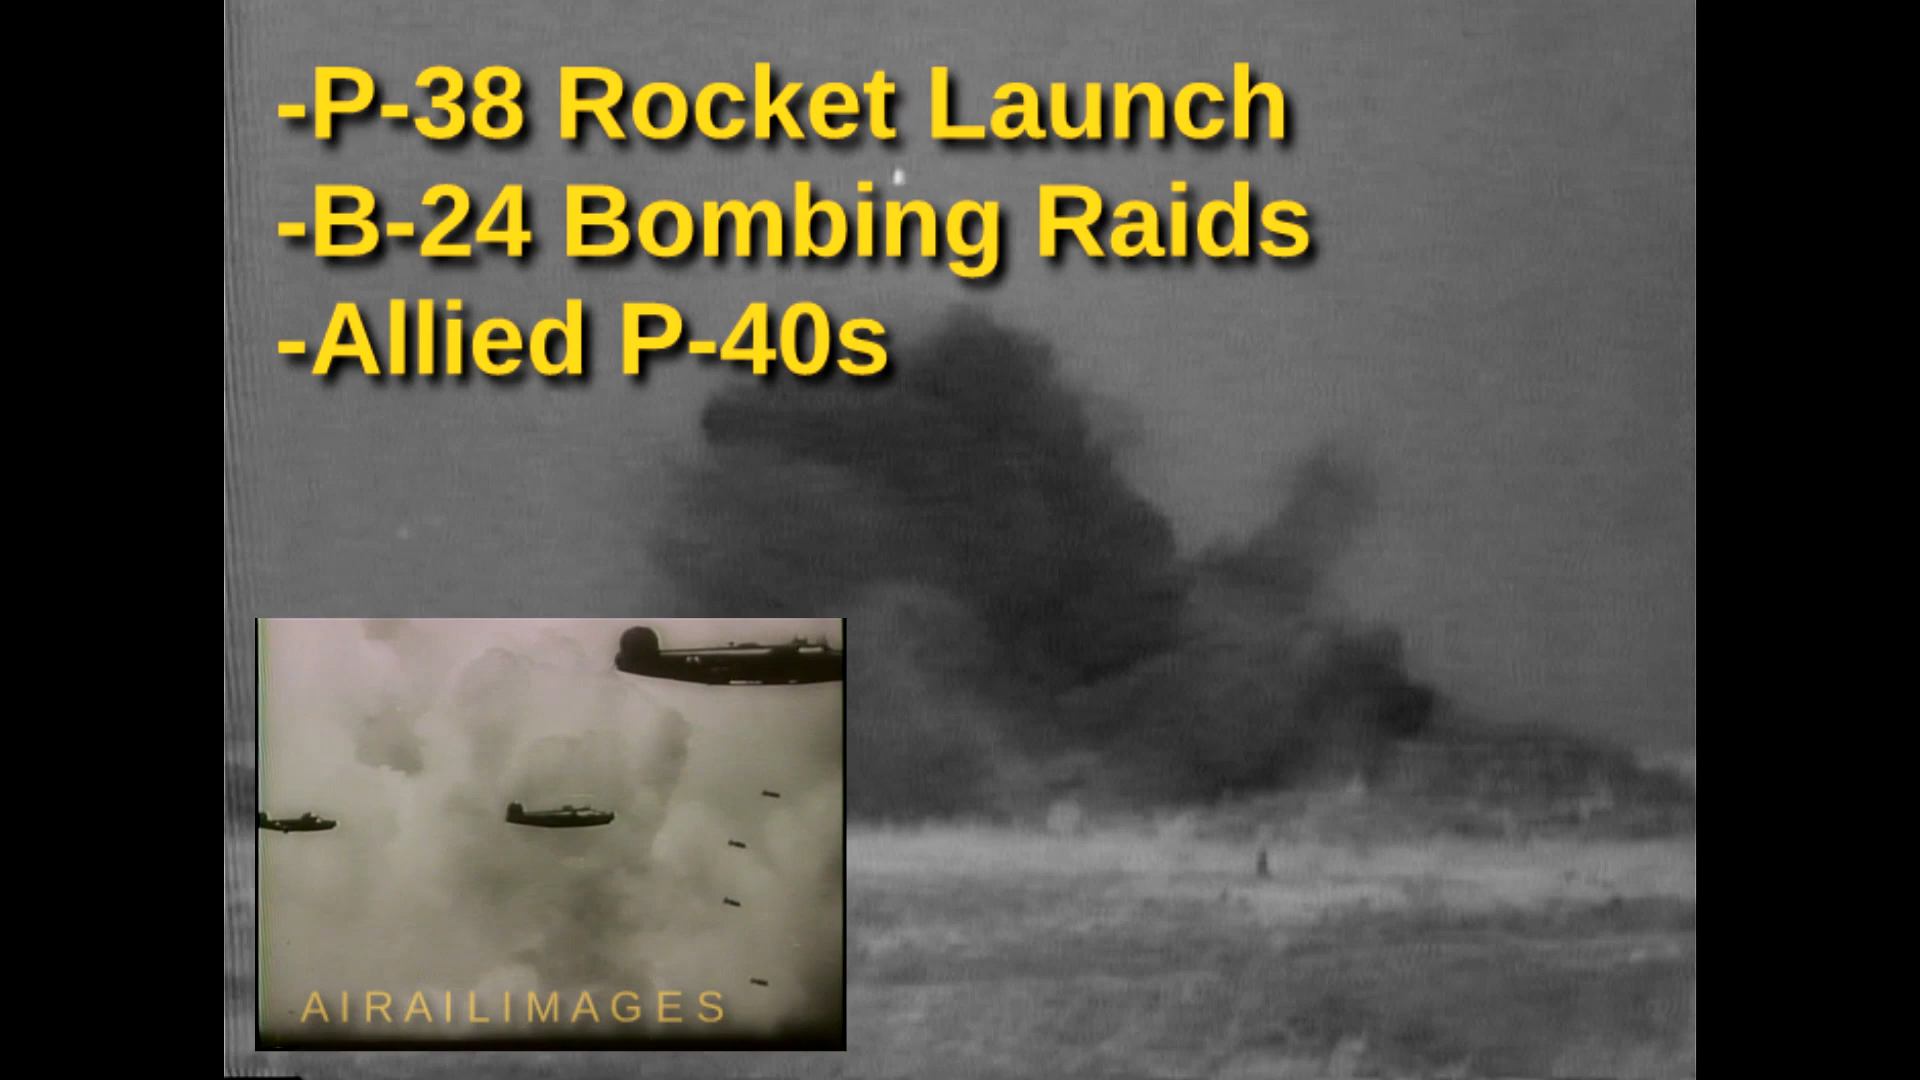 -P-38 Rocket Launch
-B-24 Bombing Raids
-Allied P-40s
AIRAILIMAGES